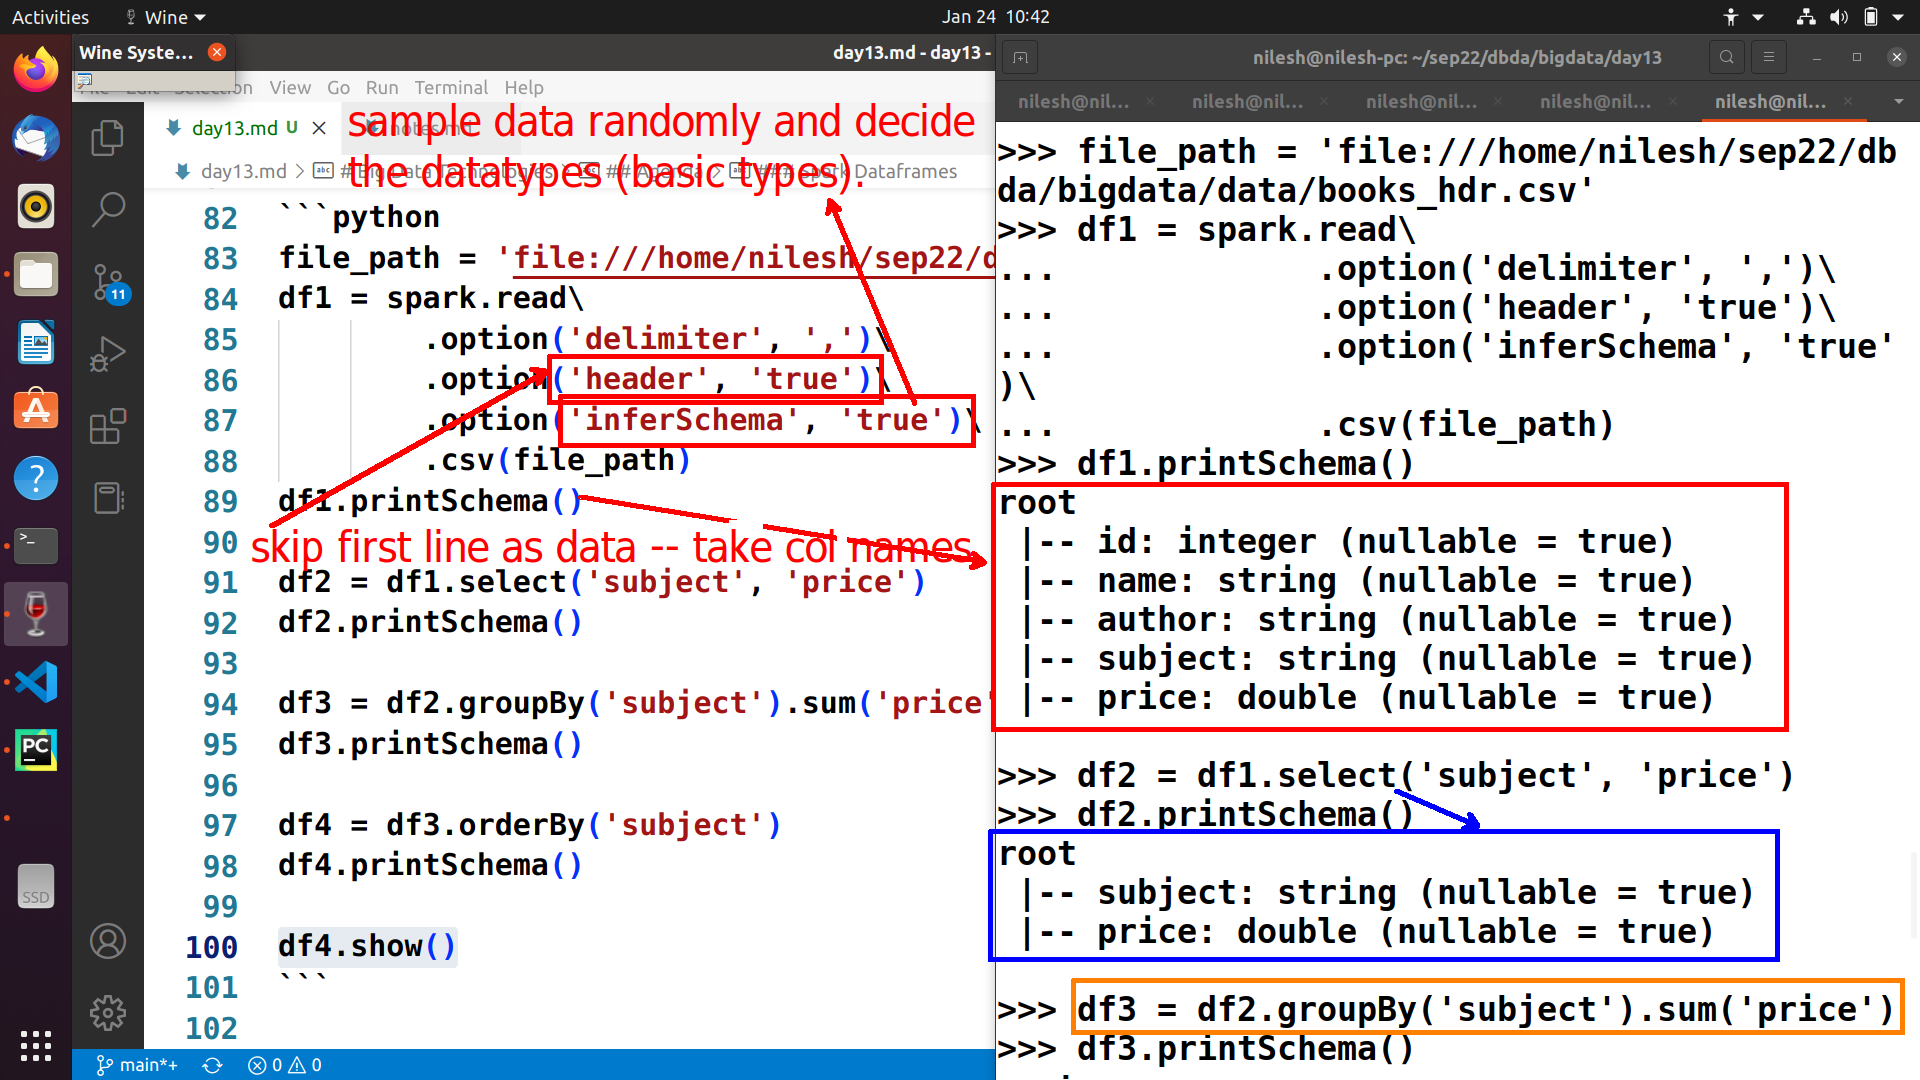 Activities
Wine
Jan 24 10:42
Wine Syste...
day13.md - day13 -
Selection View Go Run Terminal Help
day13.md U
sample data randomly and decide
the datatypes (basic types).
day13.md
82 ```python
83 file_path = 'file:///home/nilesh/sep22/d
84 df1 = spark.read\
85 .option('delimiter', ',')\
86 .option('header', 'true')\
87 .option('inferSchema', 'true')\
88 .csv(file_path)
89 df1.printSchema()
90
skip first line as data -- take col names.
91 df2 = df1.select('subject', 'price')
92 df2.printSchema()
93
94 df3 = df2.groupBy('subject').sum('price'
95 df3.printSchema()
96
97 df4 = df3.orderBy('subject')
98 df4.printSchema()
99
100 df4.show()
101 ```
102
main*+ 0 0
11
SSD
PC
nilesh@nilesh-pc: ~/sep22/dbda/bigdata/day13
nilesh@nil... nilesh@nil... nilesh@nil... nilesh@nil... nilesh@nil...
>>> file_path = 'file:///home/nilesh/sep22/db
da/bigdata/data/books_hdr.csv'
>>> df1 = spark.read\
... .option('delimiter', ',')\
... .option('header', 'true')\
... .option('inferSchema', 'true'
)\
... .csv(file_path)
>>> df1.printSchema()
root
|-- id: integer (nullable = true)
|-- name: string (nullable = true)
|-- author: string (nullable = true)
|-- subject: string (nullable = true)
|-- price: double (nullable = true)
>>> df2 = df1.select('subject', 'price')
>>> df2.printSchema()
root
|-- subject: string (nullable = true)
|-- price: double (nullable = true)
>>> df3 = df2.groupBy('subject').sum('price')
>>> df3.printSchema()